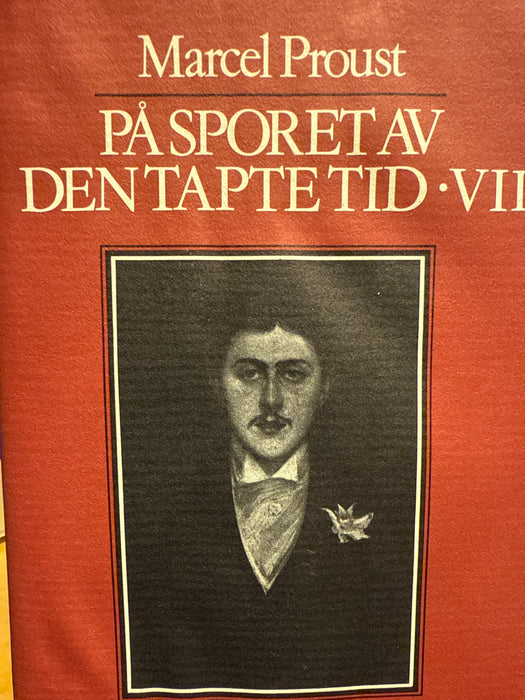 Marcel Proust
PÅ SPORET AV
DEN TAPTE TID · VII